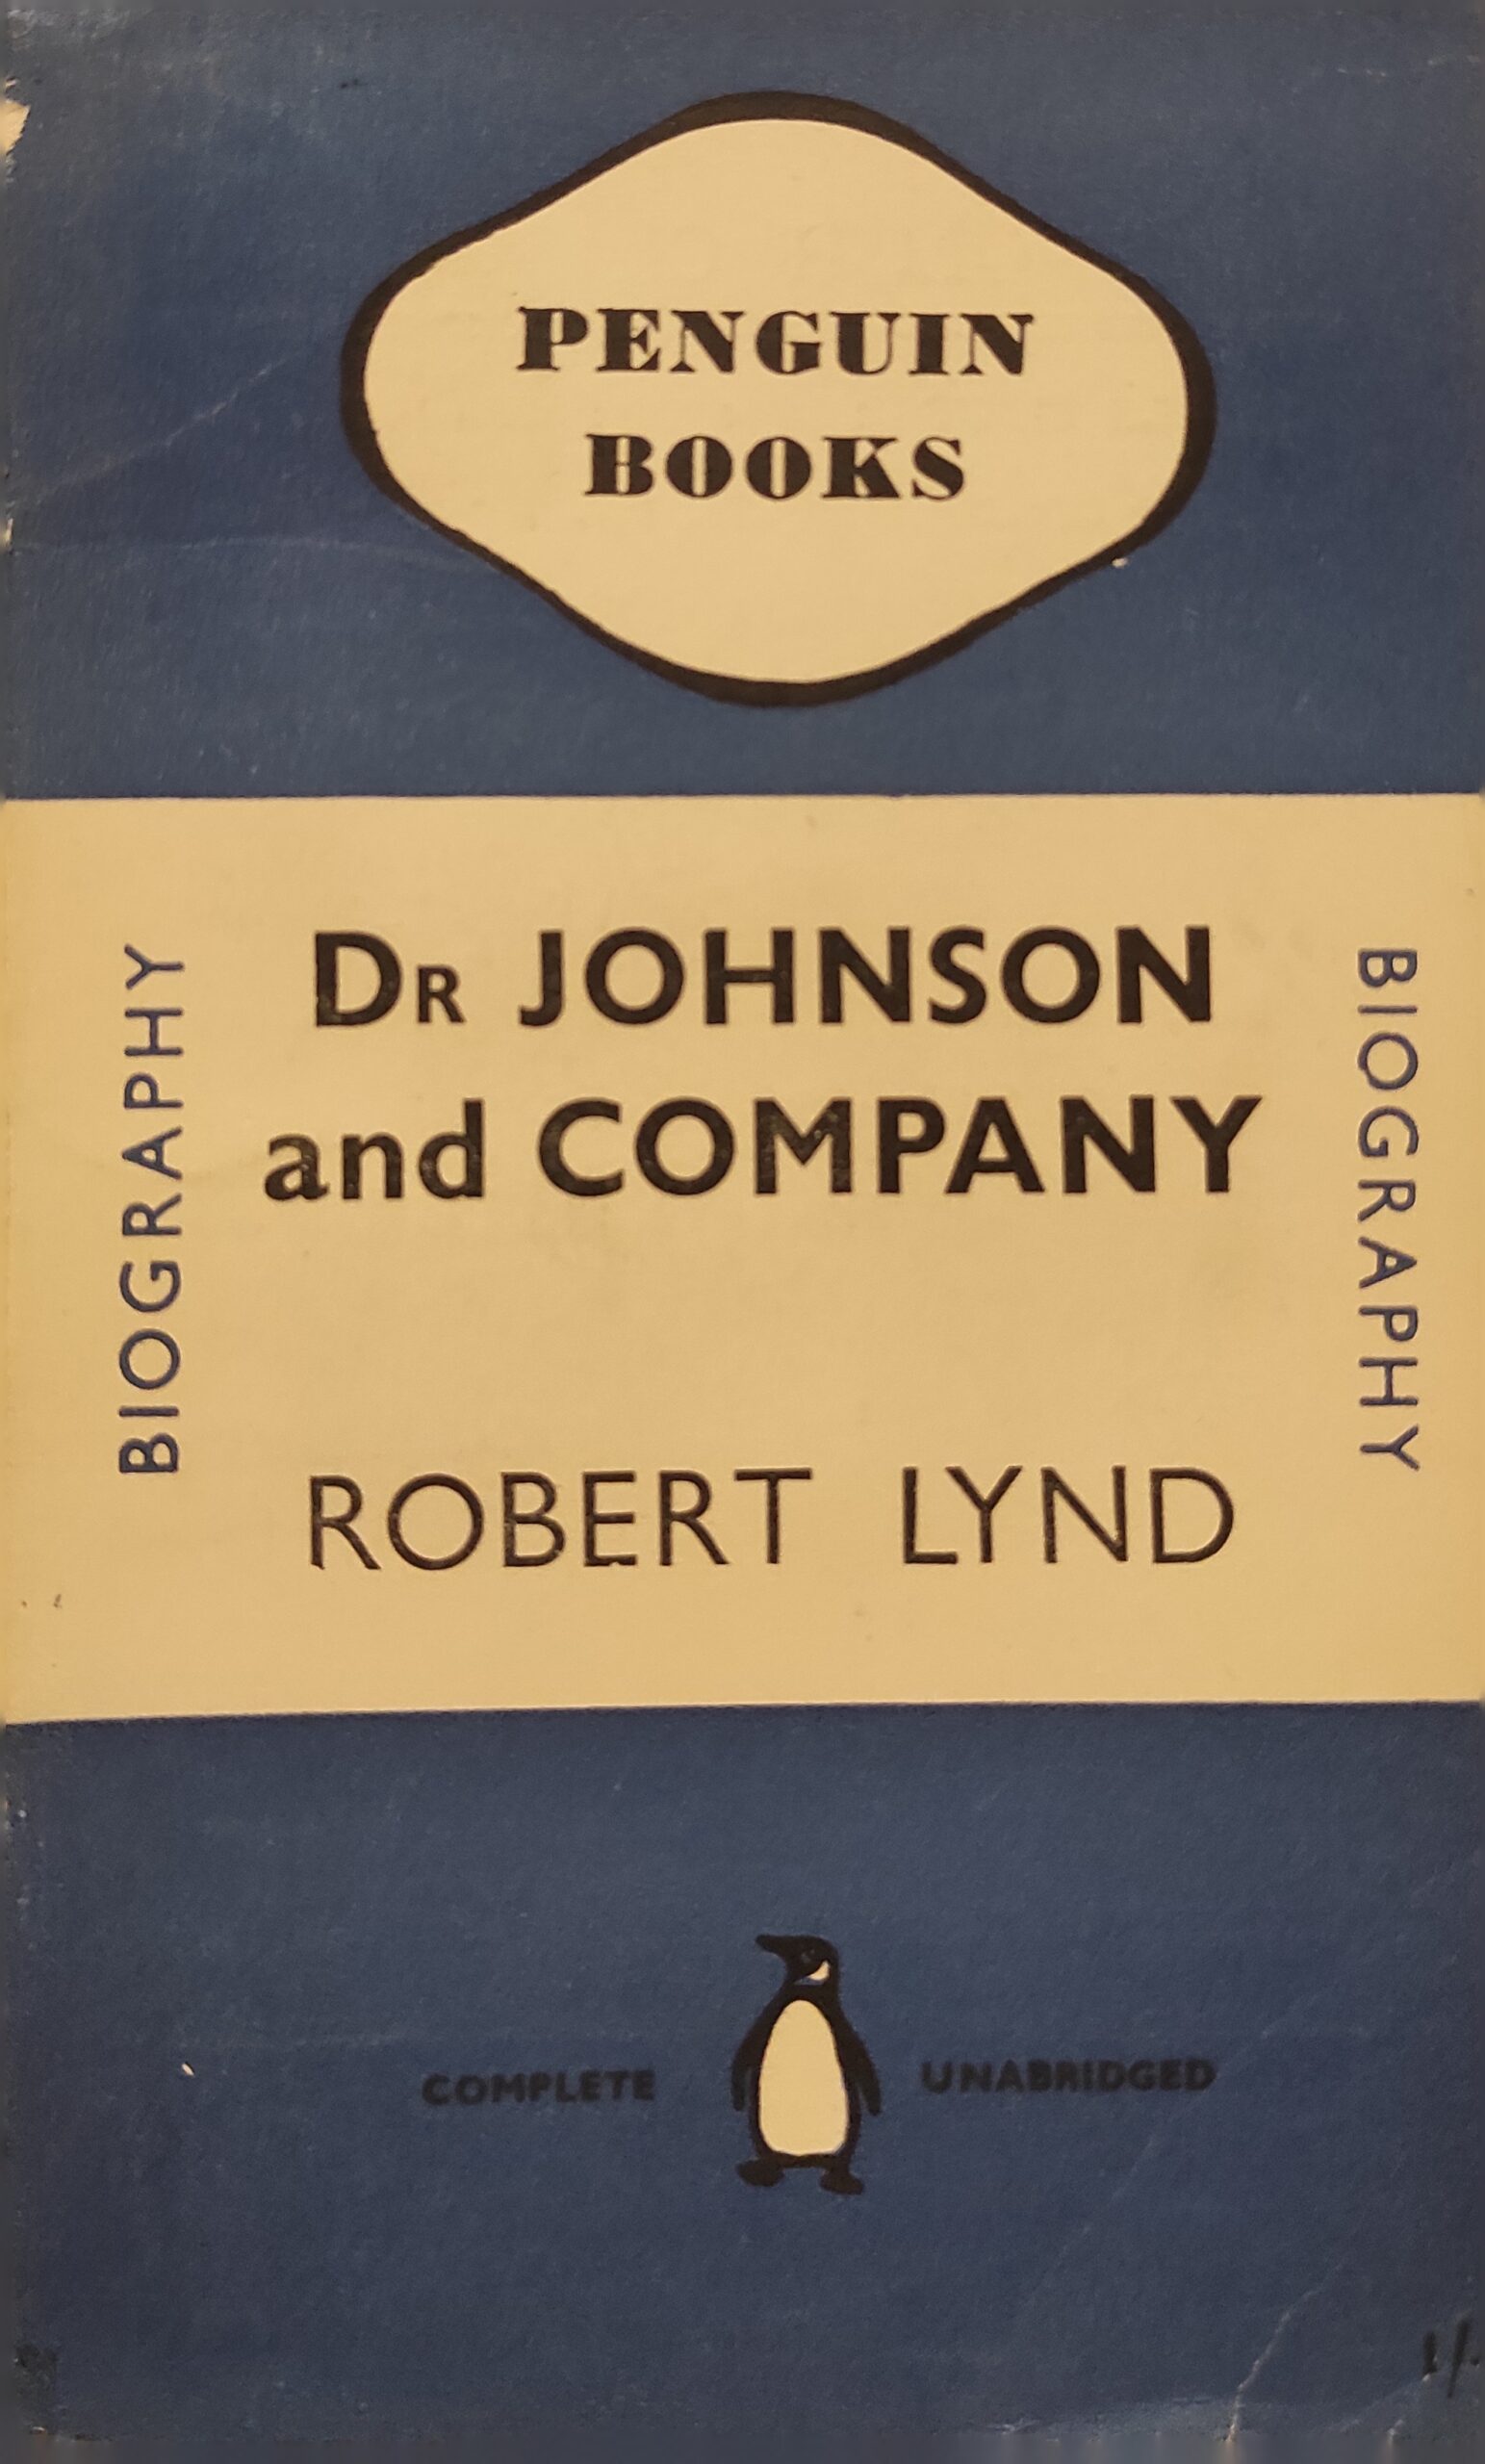 PENGUIN
BOOKS
BIOGRAPHY
DR JOHNSON
and COMPANY
BIOGRAPHY
ROBERT LYND
COMPLETE UNABRIDGED
1/-